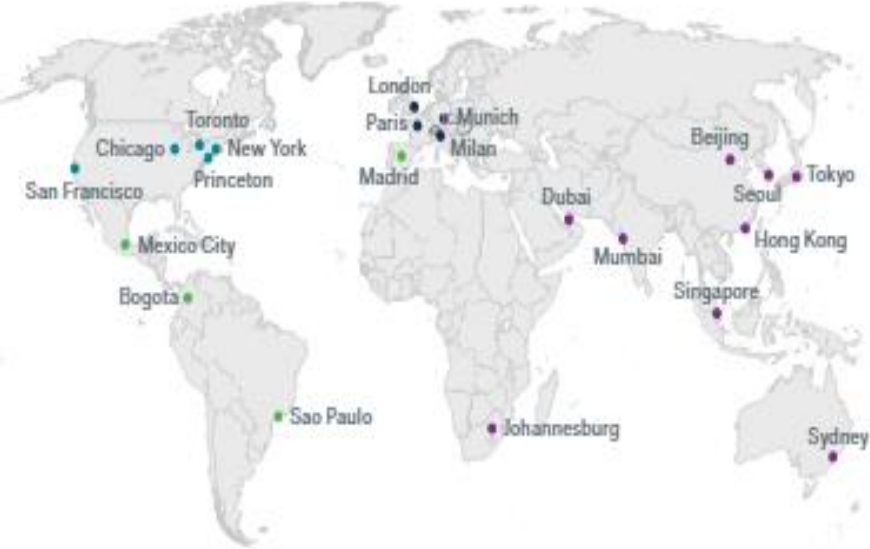 London
Toronto
Paris
Munich
Chicago
New York
Milan
Beijing
Princeton
Madrid
San Francisco
Dubai
Seoul
Tokyo
Mexico City
Mumbai
Hong Kong
Bogota
Singapore
Sao Paulo
Johannesburg
Sydney